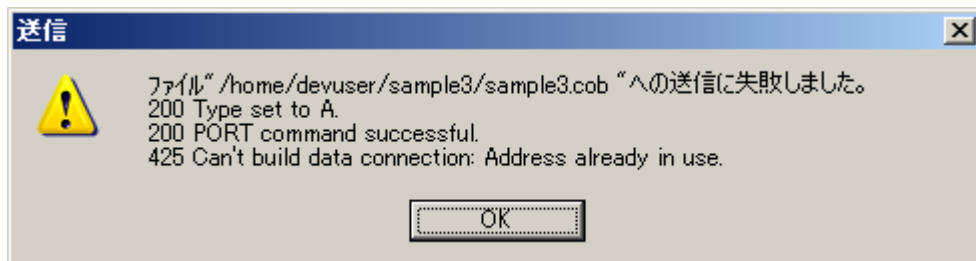 送信
ﾌｧｲﾙ“/home/devuser/sample3/sample3.cob “への送信に失敗しました。
200 Type set to A.
200 PORT command successful.
425 Can't build data connection: Address already in use.
OK